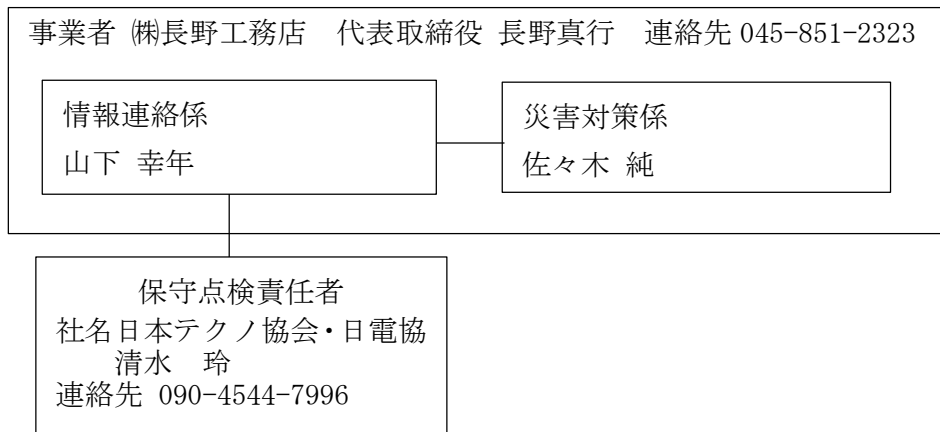 事業者 ㈱長野工務店　代表取締役 長野真行　連絡先 045-851-2323
情報連絡係
山下 幸年
災害対策係
佐々木 純
保守点検責任者
社名日本テクノ協会・日電協
清水　玲
連絡先 090-4544-7996